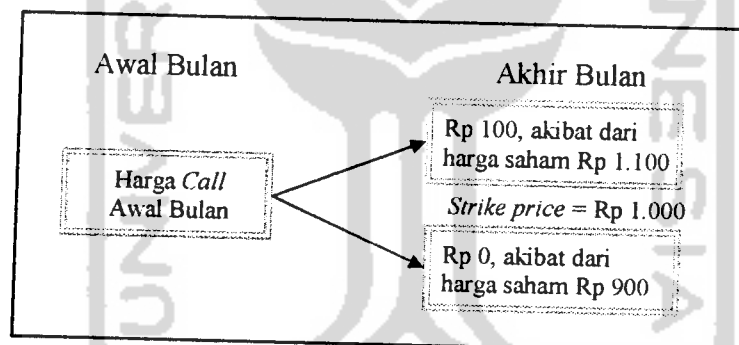 Awal Bulan
Akhir Bulan
Harga Call
Awal Bulan
Rp 100, akibat dari
harga saham Rp 1.100
Strike price = Rp 1.000
Rp 0, akibat dari
harga saham Rp 900